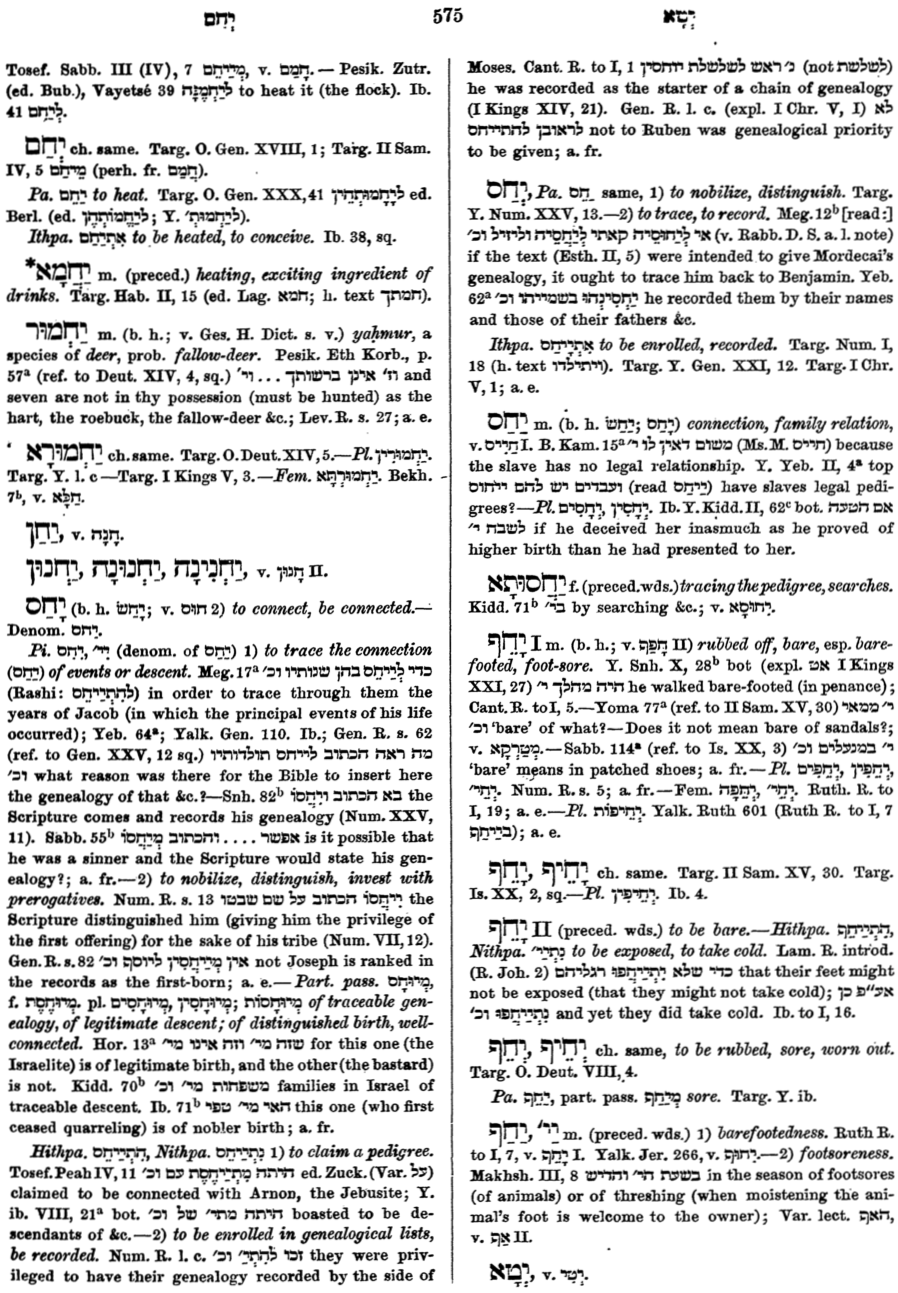 יָחַם 575 יְטָא
Tosef. Sabb. III (IV), 7 מְיַיחֵם, v. חָמַם. — Pesik. Zutr.
(ed. Bub.), Vayetsé 39 לְיַחְמֶנָּה to heat it (the flock). Ib.
41 לְיַחֵם.
יְחַם ch. same. Targ. O. Gen. XVIII, 1; Targ. II Sam.
IV, 5 מֵיחַם (perh. fr. חֲמַם).
Pa. יַחֵם to heat. Targ. O. Gen. XXX, 41 לְיַחֲמוּתְהֵין ed.
Berl. (ed. לְיַחֲמוּתְהֶן; Y. לְיַחֲמוּת׳).
Ithpa. אִתְיַחַם to be heated, to conceive. Ib. 38, sq.
*יַחְמָא m. (preced.) heating, exciting ingredient of
drinks. Targ. Hab. II, 15 (ed. Lag. חמא; h. text חמתך).
יַחְמוּר m. (b. h.; v. Ges. H. Dict. s. v.) yaḥmur, a
species of deer, prob. fallow-deer. Pesik. Eth Korb., p.
57ᵃ (ref. to Deut. XIV, 4, sq.) וז׳ אינן ברשותך ... וי׳ and
seven are not in thy possession (must be hunted) as the
hart, the roebuck, the fallow-deer &c.; Lev. R. s. 27; a. e.
יַחְמוּרָא ch. same. Targ. O. Deut. XIV, 5.—Pl. יַחְמוּרִין.
Targ. Y. l. c —Targ. I Kings V, 3.—Fem. יַחְמוּרְתָּא. Bekh.
7ᵇ, v. חַלָּא.
יַחַן, v. חָנָה.
יַחְנִינָה, יַחְנוּנָה, יַחְנוּן, v. חָנוּן II.
יָחַס (b. h. יָחַשׂ; v. חוּס 2) to connect, be connected.—
Denom. יַחַס.
Pi. יִחֵס, יִי׳ (denom. of יַחַס) 1) to trace the connection
(יַחַס) of events or descent. Meg. 17ᵃ כדי לְיַיחֵס בהן שנותיו וכ׳
(Rashi: לְהִתְיַיחֵס) in order to trace through them the
years of Jacob (in which the principal events of his life
occurred); Yeb. 64ᵃ; Yalk. Gen. 110. Ib.; Gen. R. s. 62
(ref. to Gen. XXV, 12 sq.) מה ראה הכתוב לייחס תולדותיו
וכ׳ what reason was there for the Bible to insert here
the genealogy of that &c.?—Snh. 82ᵇ בא הכתוב וְיִחֲסוֹ the
Scripture comes and records his genealogy (Num. XXV,
11). Sabb. 55ᵇ אפשר .... והכתוב מְיַחֲסוֹ is it possible that
he was a sinner and the Scripture would state his gen-
ealogy?; a. fr.—2) to nobilize, distinguish, invest with
prerogatives. Num. R. s. 13 יִיחֲסוֹ הכתוב על שם שבטו the
Scripture distinguished him (giving him the privilege of
the first offering) for the sake of his tribe (Num. VII, 12).
Gen. R. s. 82 אין מְיַיחֲסִין ליוסף וכ׳ not Joseph is ranked in
the records as the first-born; a. e.—Part. pass. מְיוּחָס,
f. מְיוּחֶסֶת. pl. מְיוּחָסִים, מְיוּחָסִין; מְיוּחָסוֹת of traceable gen-
ealogy, of legitimate descent; of distinguished birth, well-
connected. Hor. 13ᵃ שזה מי׳ וזה אינו מי׳ for this one (the
Israelite) is of legitimate birth, and the other (the bastard)
is not. Kidd. 70ᵇ משפחות מי׳ וכ׳ families in Israel of
traceable descent. Ib. 71ᵇ האי מי׳ טפי this one (who first
ceased quarreling) is of nobler birth; a. fr.
Hithpa. הִתְיַיחֵס, Nithpa. נִתְיַיחֵס 1) to claim a pedigree.
Tosef. Peah IV, 11 היתה מִתְיַיחֶסֶת עם וכ׳ ed. Zuck. (Var. על)
claimed to be connected with Arnon, the Jebusite; Y.
ib. VIII, 21ᵃ bot. היתה מתי׳ של וכ׳ boasted to be de-
scendants of &c.—2) to be enrolled in genealogical lists,
be recorded. Num. R. l. c. זכו לְהִתְיַי׳ וכ׳ they were priv-
ileged to have their genealogy recorded by the side of
Moses. Cant. R. to I, 1 נ׳ ראש לשלשלת יוחסין (not לשלשת)
he was recorded as the starter of a chain of genealogy
(I Kings XIV, 21). Gen. R. l. c. (expl. I Chr. V, I) לא
לראובן להתייחס not to Ruben was genealogical priority
to be given; a. fr.
יְחַס, Pa. יַחֵס same, 1) to nobilize, distinguish. Targ.
Y. Num. XXV, 13.—2) to trace, to record. Meg. 12ᵇ [read:]
אי לְיַחוּסֵיה קאתי לְיַחֲסֵיה וליזיל וכ׳ (v. Rabb. D. S. a. l. note)
if the text (Esth. II, 5) were intended to give Mordecai's
genealogy, it ought to trace him back to Benjamin. Yeb.
62ᵃ יַחֲסִינְהוּ בשמייהו וכ׳ he recorded them by their names
and those of their fathers &c.
Ithpa. אִתְיַיחַס to be enrolled, recorded. Targ. Num. I,
18 (h. text ויתילדו). Targ. Y. Gen. XXI, 12. Targ. I Chr.
V, 1; a. e.
יַחַס m. (b. h. יַחַשׂ; יָחַס) connection, family relation,
v. חַיִיס I. B. Kam. 15ᵃ משום דאין לו י׳ (Ms. M. חייס) because
the slave has no legal relationship. Y. Yeb. II, 4ᵃ top
ועבדים יש להם ייחוס (read יַיחַס) have slaves legal pedi-
grees?—Pl. יְחָסִין, יְחָסִים. Ib. Y. Kidd. II, 62ᶜ bot. אם הטעה
לשבח י׳ if he deceived her inasmuch as he proved of
higher birth than he had presented to her.
יַחְסוּתָא f. (preced. wds.) tracing the pedigree, searches.
Kidd. 71ᵇ בי׳ by searching &c.; v. יִחוּסָא.
יָחֵף I m. (b. h.; v. חָפַף II) rubbed off, bare, esp. bare-
footed, foot-sore. Y. Snh. X, 28ᵇ bot (expl. אט I Kings
XXI, 27) היה מהלך י׳ he walked bare-footed (in penance);
Cant. R. to I, 5.—Yoma 77ᵃ (ref. to II Sam. XV, 30) י׳ ממאי
וכ׳ 'bare' of what?—Does it not mean bare of sandals?;
v. מְטַרְקָא.—Sabb. 114ᵃ (ref. to Is. XX, 3) י׳ במנעלים וכ׳
'bare' means in patched shoes; a. fr.—Pl. יְחֵפִים, יְחֵפִין,
יְחֵי׳. Num. R. s. 5; a. fr.—Fem. יְחֵפָה, יְחֵי׳. Ruth. R. to
I, 19; a. e.—Pl. יְחֵיפוֹת. Yalk. Ruth 601 (Ruth R. to I, 7
בְּיִיחֵף); a. e.
יָחֵיף, יָחֵף ch. same. Targ. II Sam. XV, 30. Targ.
Is. XX, 2, sq.—Pl. יְחֵיפִין. Ib. 4.
יָחֵף II (preced. wds.) to be bare.—Hithpa. הִתְיַיחֵף,
Nithpa. נִתְיַי׳ to be exposed, to take cold. Lam. R. introd.
(R. Joh. 2) כדי שלא יִתְיַיחֲפוּ רגליהם that their feet might
not be exposed (that they might not take cold); אע״פ כן
נִתְיַיחֲפוּ וכ׳ and yet they did take cold. Ib. to I, 16.
יְחֵיף, יְחֵף ch. same, to be rubbed, sore, worn out.
Targ. O. Deut. VIII, 4.
Pa. יַחֵף, part. pass. מְיַחַף sore. Targ. Y. ib.
יַחַף, יי׳ m. (preced. wds.) 1) barefootedness. Ruth R.
to I, 7, v. יָחֵף I. Yalk. Jer. 266, v. יִחוּף.—2) footsoreness.
Makhsh. III, 8 בשעת הי׳ והדיש in the season of footsores
(of animals) or of threshing (when moistening the ani-
mal's foot is welcome to the owner); Var. lect. האף,
v. אַף II.
יְטָא, v. יְטֵי.